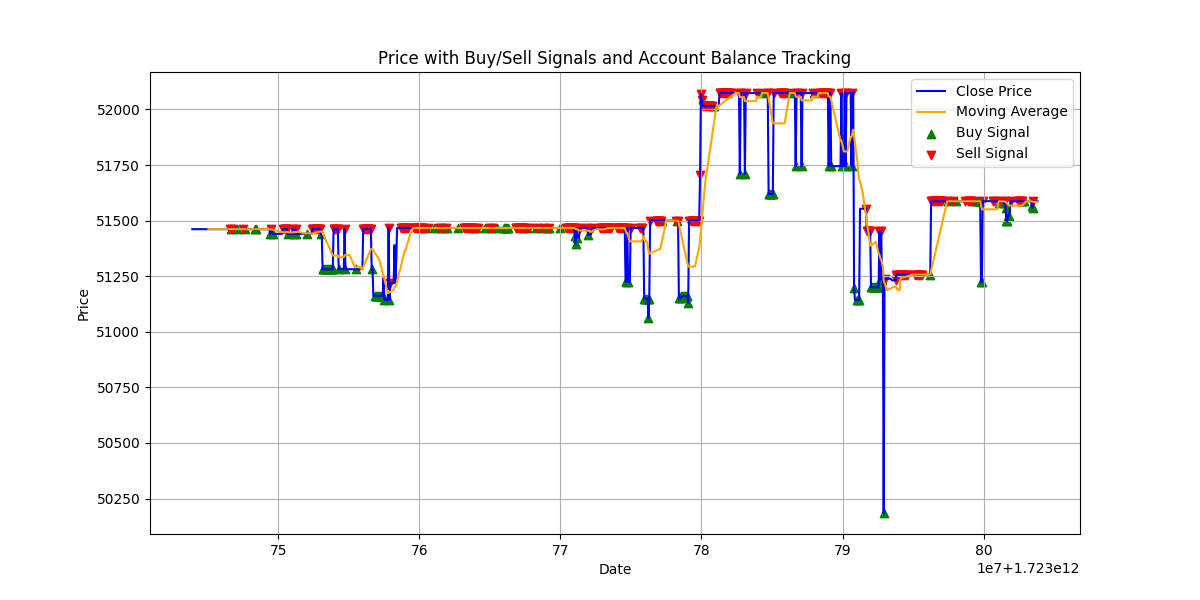 Price with Buy/Sell Signals and Account Balance Tracking
Close Price
Moving Average
Buy Signal
Sell Signal
52000
51750
51500
51250
51000
50750
50500
50250
Price
75 76 77 78 79 80
Date
1e7+1.723e12